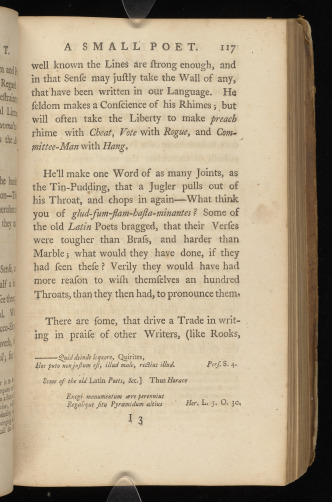 A SMALL POET. 117
well known the Lines are ſtrong enough, and
in that Senſe may juſtly take the Wall of any,
that have been written in our Language. He
ſeldom makes a Conſcience of his Rhimes; but
will often take the Liberty to make preach
rhime with Cheat, Vote with Rogue, and Com-
mittee-Man with Hang.
He'll make one Word of as many Joints, as
the Tin-Pudding, that a Jugler pulls out of
his Throat, and chops in again—What think
you of glud-fum-flam-haſta-minantes? Some of
the old Latin Poets bragged, that their Verſes
were tougher than Braſs, and harder than
Marble; what would they have done, if they
had ſeen theſe? Verily they would have had
more reaſon to wiſh themſelves an hundred
Throats, than they then had, to pronounce them.
There are ſome, that drive a Trade in writ-
ing in praiſe of other Writers, (like Rooks,
——Quid deinde ſequere, Quirites,
Hoc puto non juſtum eſt, illud male, rectius illud. Perſ. S. 4.
Some of the old Latin Poets, &c.] Thus Horace
Exegi monumentum ære perennius
Regalique ſitu Pyramidum altius Hor. L. 3. O. 30.
I 3